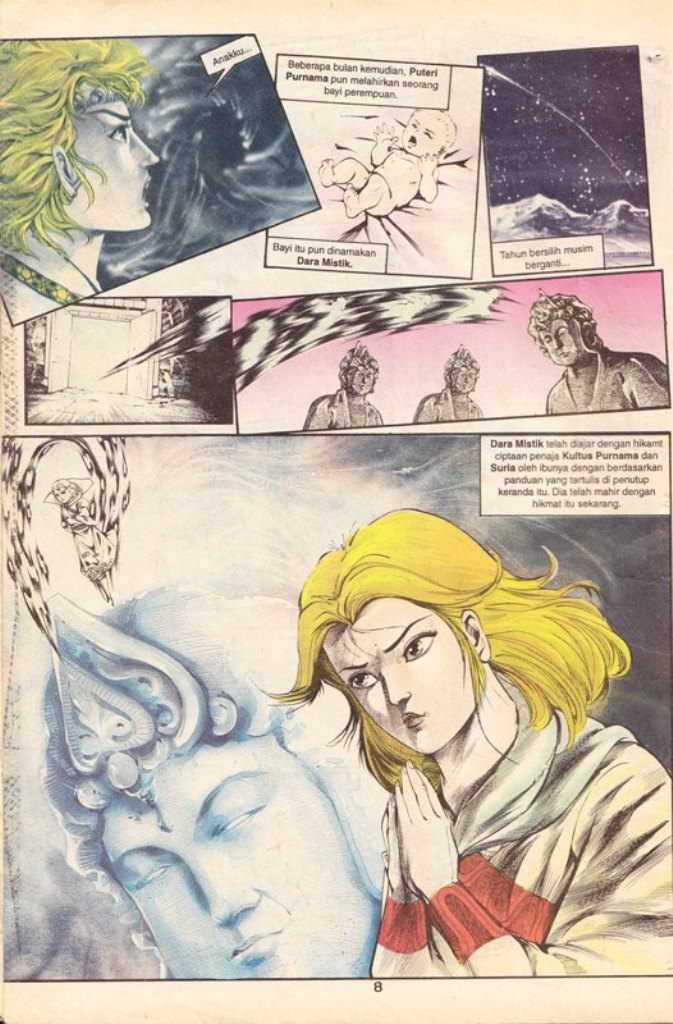 Anakku...
Beberapa bulan kemudian, Puteri
Purnama pun melahirkan seorang
bayi perempuan.
Bayi itu pun dinamakan
Dara Mistik.
Tahun bersilih musim
berganti...
Dara Mistik telah diajar dengan hikamt
ciptaan penaja Kultus Purnama dan
Suria oleh ibunya dengan berdasarkan
panduan yang tertulis di penutup
keranda itu. Dia telah mahir dengan
hikmat itu sekarang.
8